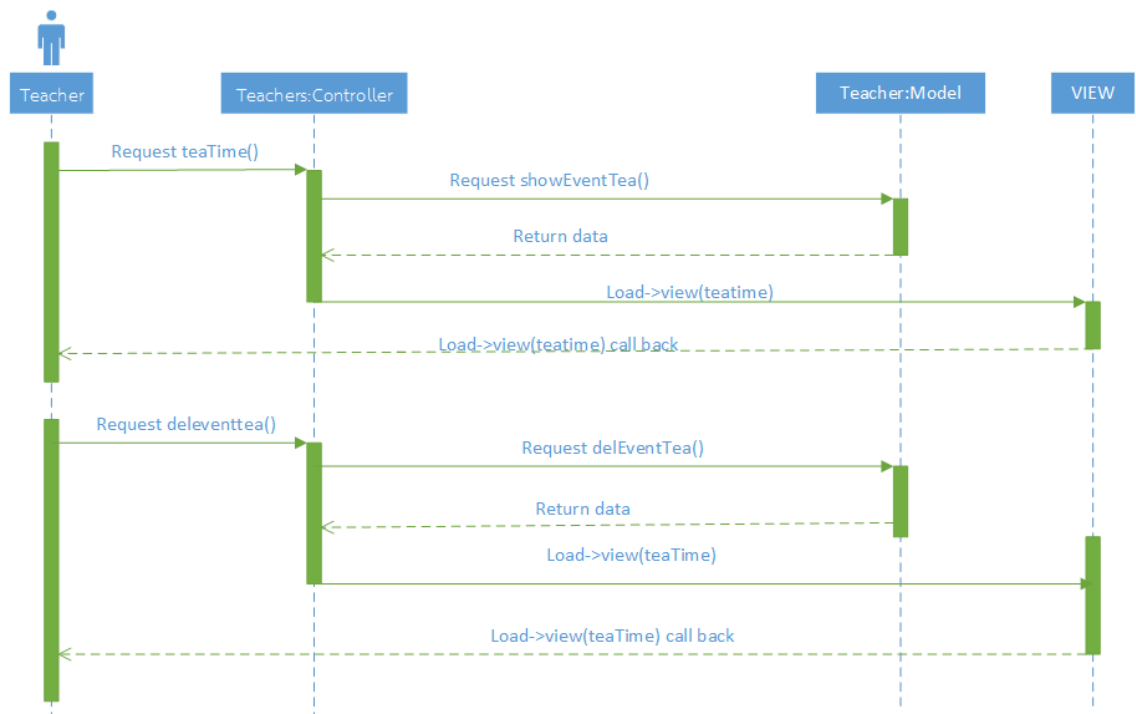 Teacher
Teachers:Controller
Teacher:Model
VIEW
Request teaTime()
Request showEventTea()
Return data
Load->view(teatime)
Load->view(teatime) call back
Request deleventtea()
Request delEventTea()
Return data
Load->view(teaTime)
Load->view(teaTime) call back